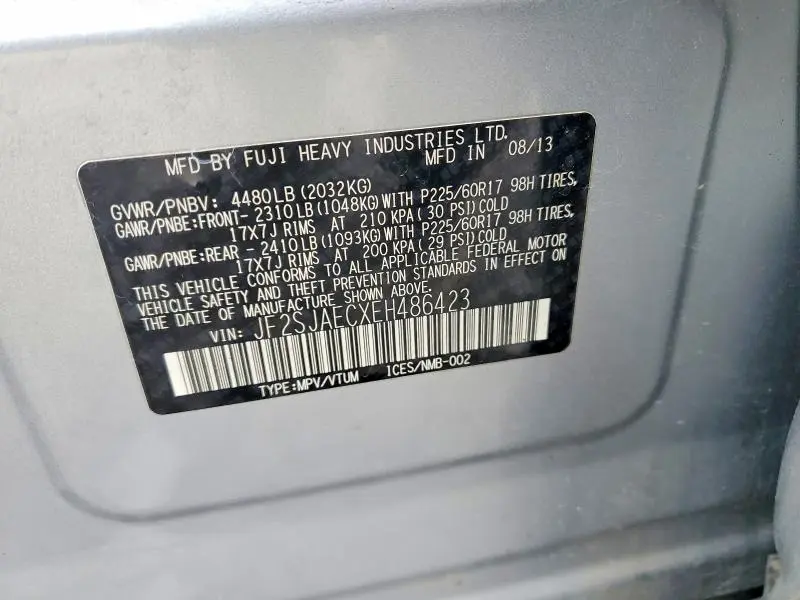 MFD BY FUJI HEAVY INDUSTRIES LTD.
MFD IN 08/13
GVWR/PNBV: 4480LB(2032KG)
GAWR/PNBE:FRONT- 2310LB(1048KG)WITH P225/60R17 98H TIRES,
17X7J RIMS AT 210 KPA(30 PSI)COLD
GAWR/PNBE:REAR - 2410LB(1093KG)WITH P225/60R17 98H TIRES,
17X7J RIMS AT 200 KPA(29 PSI)COLD
THIS VEHICLE CONFORMS TO ALL APPLICABLE FEDERAL MOTOR
VEHICLE SAFETY AND THEFT PREVENTION STANDARDS IN EFFECT ON
THE DATE OF MANUFACTURE SHOWN ABOVE.
VIN: JF2SJAECXEH486423
TYPE:MPV/VTUM ICES/NMB-002